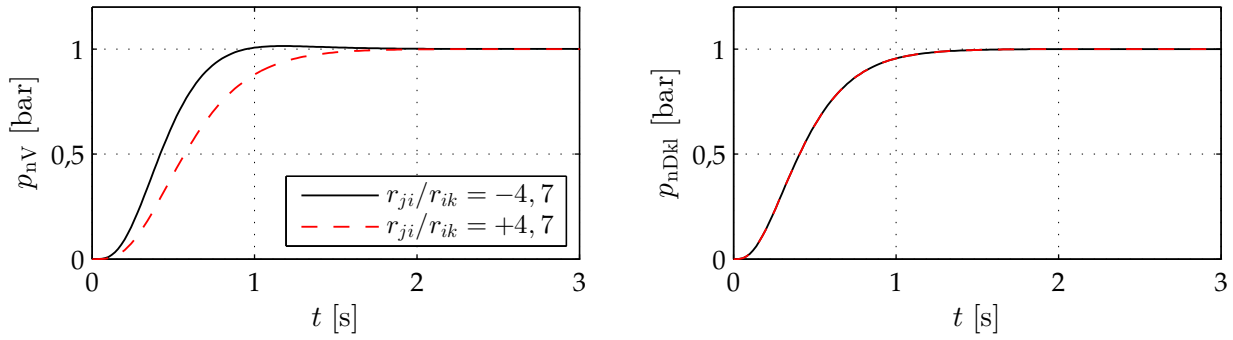 p_nV [bar]
1
0,5
0
0
1
2
3
t [s]
r_ji/r_ik = −4, 7
r_ji/r_ik = +4, 7
p_nDkl [bar]
1
0,5
0
0
1
2
3
t [s]